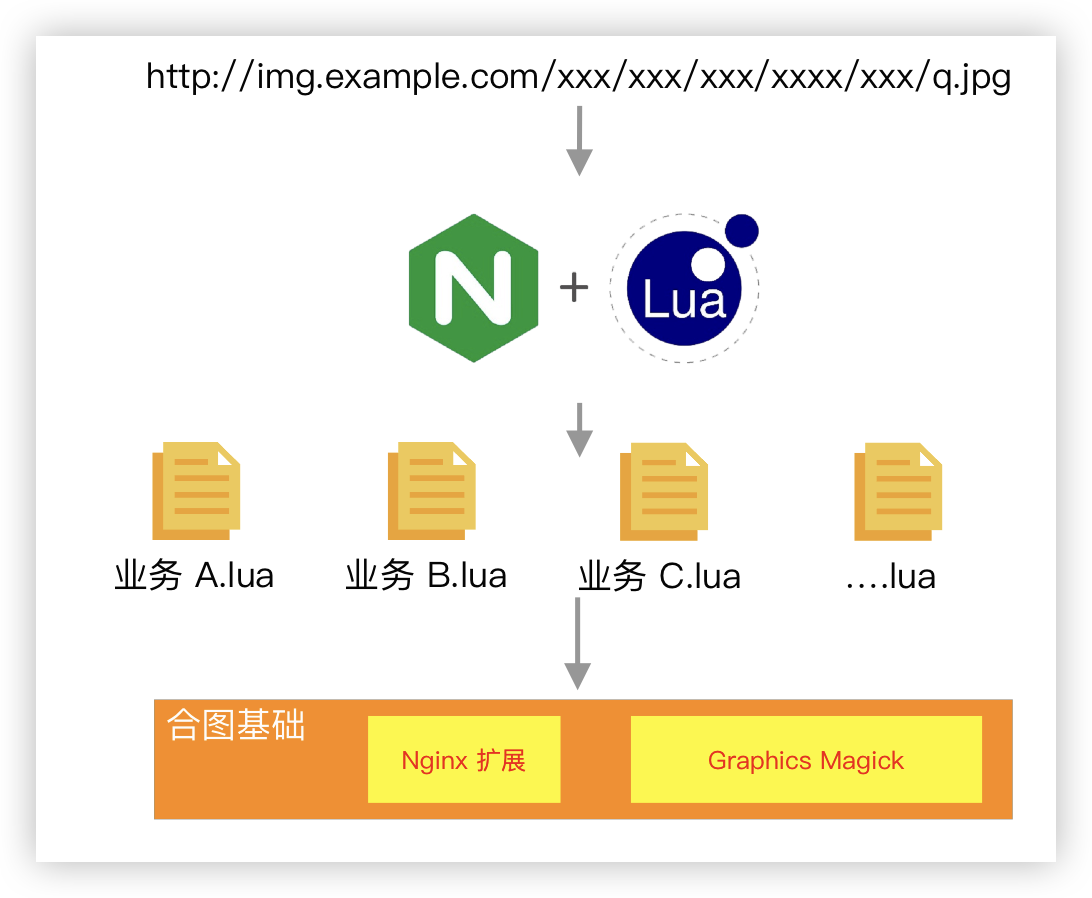 http://img.example.com/xxx/xxx/xxx/xxxx/xxx/q.jpg
N
+
Lua
业务 A.lua
业务 B.lua
业务 C.lua
....lua
合图基础
Nginx 扩展
Graphics Magick